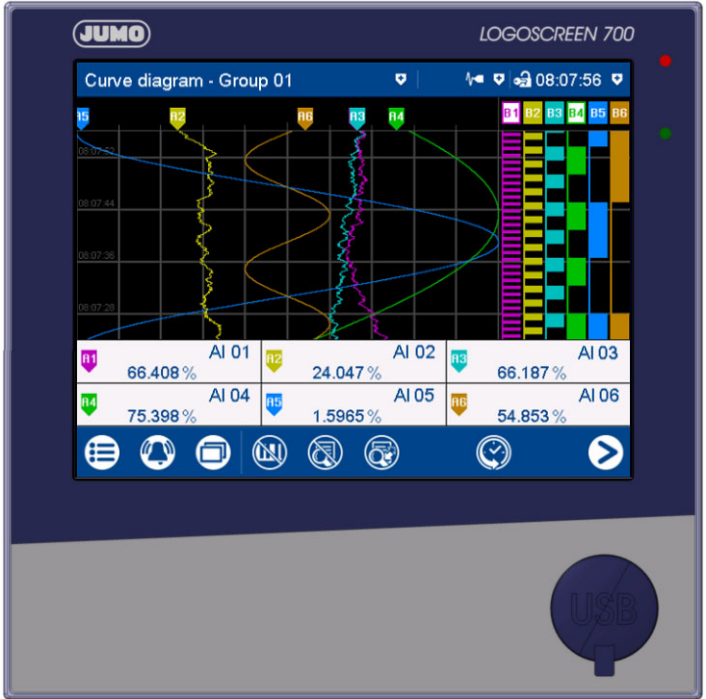 JUMO
LOGOSCREEN 700
Curve diagram - Group 01
08:07:56
A5 A2 A6 A3 A4 B1 B2 B3 B4 B5 B6
08:07:52
08:07:44
08:07:36
08:07:28
A1 AI 01 A2 AI 02 A3 AI 03
66.408 % 24.047 % 66.187 %
A4 AI 04 A5 AI 05 A6 AI 06
75.398 % 1.5965 % 54.853 %
USB